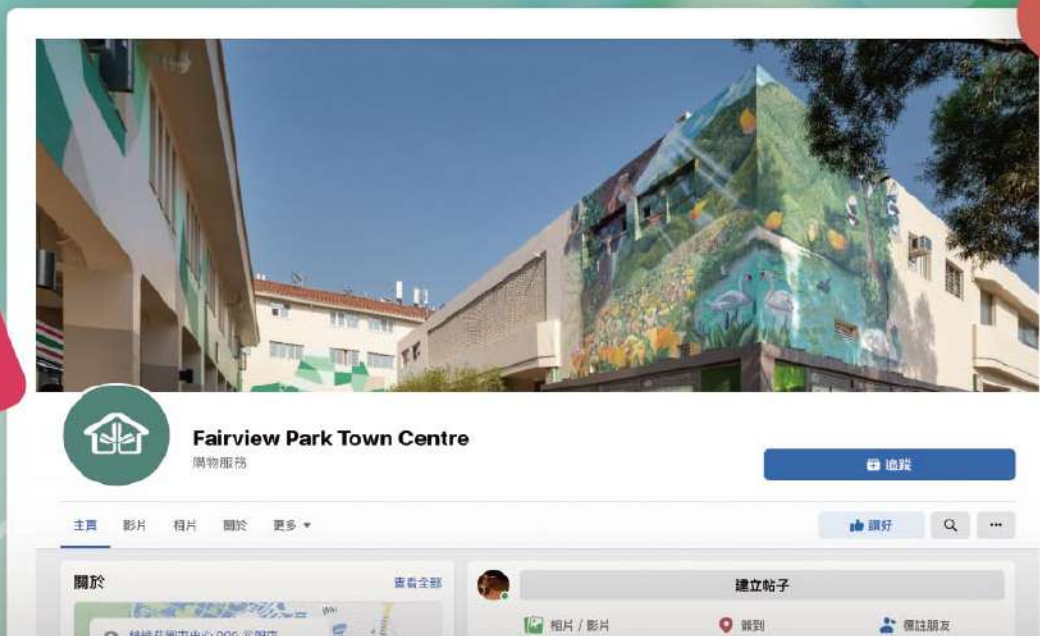 Fairview Park Town Centre
購物服務
追蹤
主頁 影片 相片 關於 更多
讚好
關於 查看全部
建立帖子
相片 / 影片 簽到 標註朋友